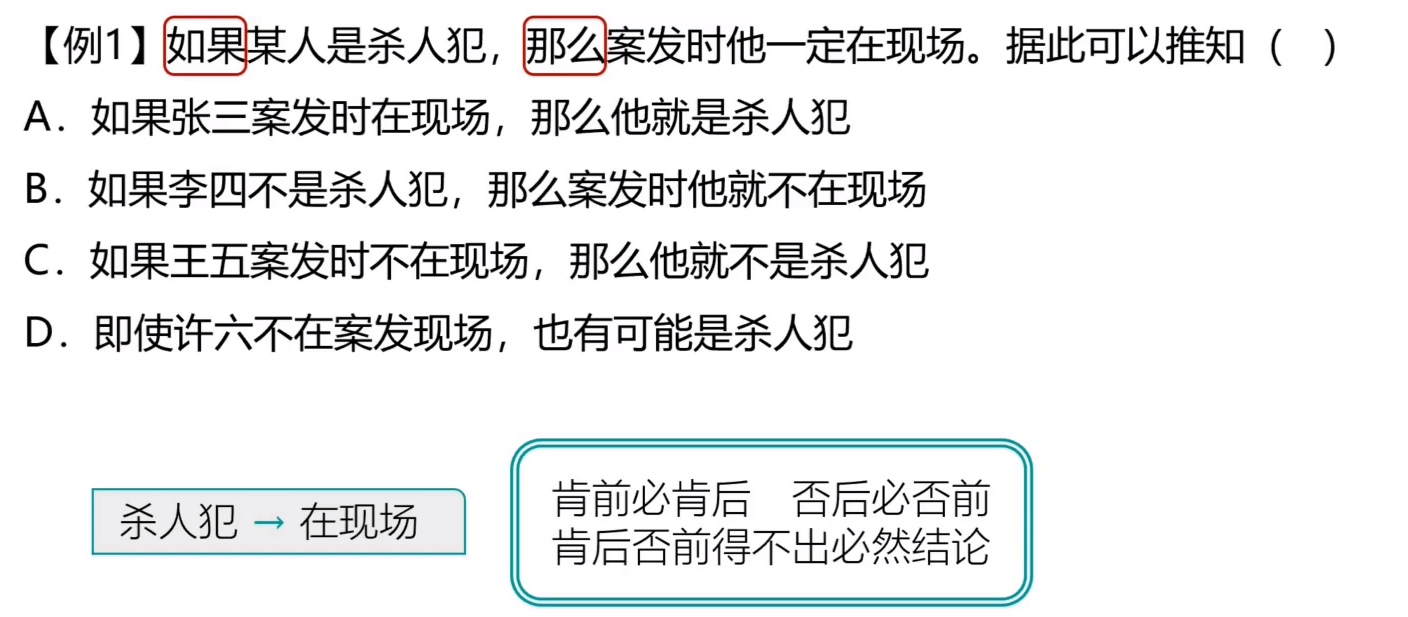 【例1】如果某人是杀人犯，那么案发时他一定在现场。据此可以推知（　）
A．如果张三案发时在现场，那么他就是杀人犯
B．如果李四不是杀人犯，那么案发时他就不在现场
C．如果王五案发时不在现场，那么他就不是杀人犯
D．即使许六不在案发现场，也有可能是杀人犯
杀人犯 → 在现场
肯前必肯后　否后必否前
肯后否前得不出必然结论